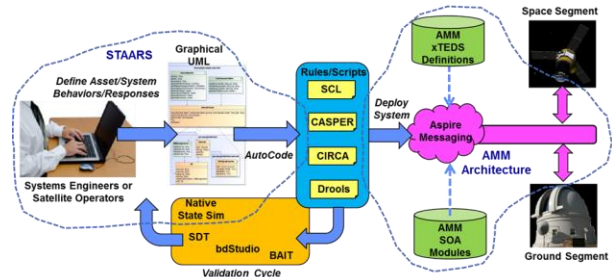 STAARS
Graphical
UML
Define Asset/System
Behaviors/Responses
Systems Engineers or
Satellite Operators
AutoCode
Rules/Scripts
SCL
CASPER
CIRCA
Drools
Native
State Sim
SDT
bdStudio
BAIT
Validation Cycle
Deploy
System
AMM
xTEDS
Definitions
Aspire
Messaging
AMM
Architecture
AMM
SOA
Modules
Space Segment
Ground Segment